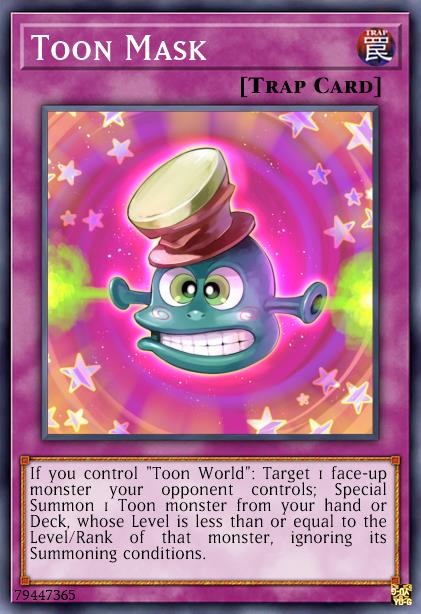 Toon Mask
TRAP
罠
[Trap Card]
If you control "Toon World": Target 1 face-up
monster your opponent controls; Special
Summon 1 Toon monster from your hand or
Deck, whose Level is less than or equal to the
Level/Rank of that monster, ignoring its
Summoning conditions.
79447365